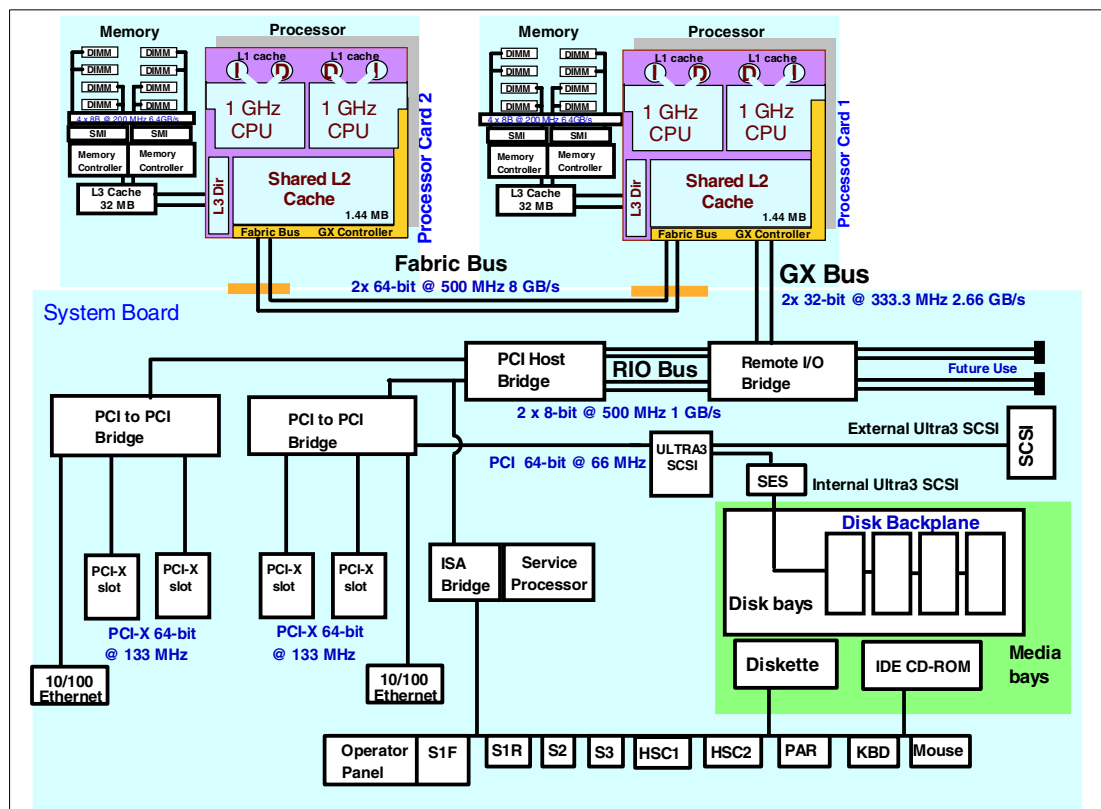 Memory
Processor
DIMM
DIMM
DIMM
DIMM
DIMM
DIMM
DIMM
DIMM
L1 cache
L1 cache
I
D
D
I
1 GHz
CPU
1 GHz
CPU
4 x 8B @ 200 MHz 6.4GB/s
SMI
SMI
Memory
Controller
Memory
Controller
L3 Cache
32 MB
L3 Dir
Shared L2
Cache
1.44 MB
Fabric Bus
GX Controller
Processor Card 2
Memory
Processor
DIMM
DIMM
DIMM
DIMM
DIMM
DIMM
DIMM
DIMM
L1 cache
L1 cache
I
D
D
I
1 GHz
CPU
1 GHz
CPU
4 x 8B @ 200 MHz 6.4GB/s
SMI
SMI
Memory
Controller
Memory
Controller
L3 Cache
32 MB
L3 Dir
Shared L2
Cache
1.44 MB
Fabric Bus
GX Controller
Processor Card 1
Fabric Bus
2x 64-bit @ 500 MHz 8 GB/s
GX Bus
2x 32-bit @ 333.3 MHz 2.66 GB/s
System Board
PCI Host
Bridge
RIO Bus
Remote I/O
Bridge
Future Use
2 x 8-bit @ 500 MHz 1 GB/s
PCI to PCI
Bridge
PCI to PCI
Bridge
PCI 64-bit @ 66 MHz
ULTRA3
SCSI
External Ultra3 SCSI
SCSI
SES
Internal Ultra3 SCSI
Disk Backplane
Disk bays
PCI-X
slot
PCI-X
slot
PCI-X
slot
PCI-X
slot
PCI-X 64-bit
@ 133 MHz
PCI-X 64-bit
@ 133 MHz
ISA
Bridge
Service
Processor
10/100
Ethernet
10/100
Ethernet
Diskette
IDE CD-ROM
Media
bays
Operator
Panel
S1F
S1R
S2
S3
HSC1
HSC2
PAR
KBD
Mouse